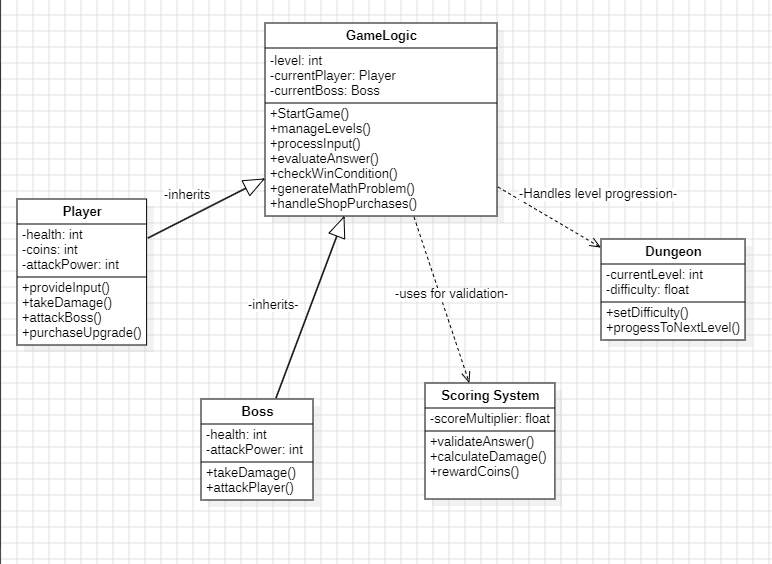 GameLogic
-level: int
-currentPlayer: Player
-currentBoss: Boss
+StartGame()
+manageLevels()
+processInput()
+evaluateAnswer()
+checkWinCondition()
+generateMathProblem()
+handleShopPurchases()
-inherits
-Handles level progression-
Player
-health: int
-coins: int
-attackPower: int
+provideInput()
+takeDamage()
+attackBoss()
+purchaseUpgrade()
Dungeon
-currentLevel: int
-difficulty: float
+setDifficulty()
+progessToNextLevel()
-inherits-
-uses for validation-
Boss
-health: int
-attackPower: int
+takeDamage()
+attackPlayer()
Scoring System
-scoreMultiplier: float
+validateAnswer()
+calculateDamage()
+rewardCoins()